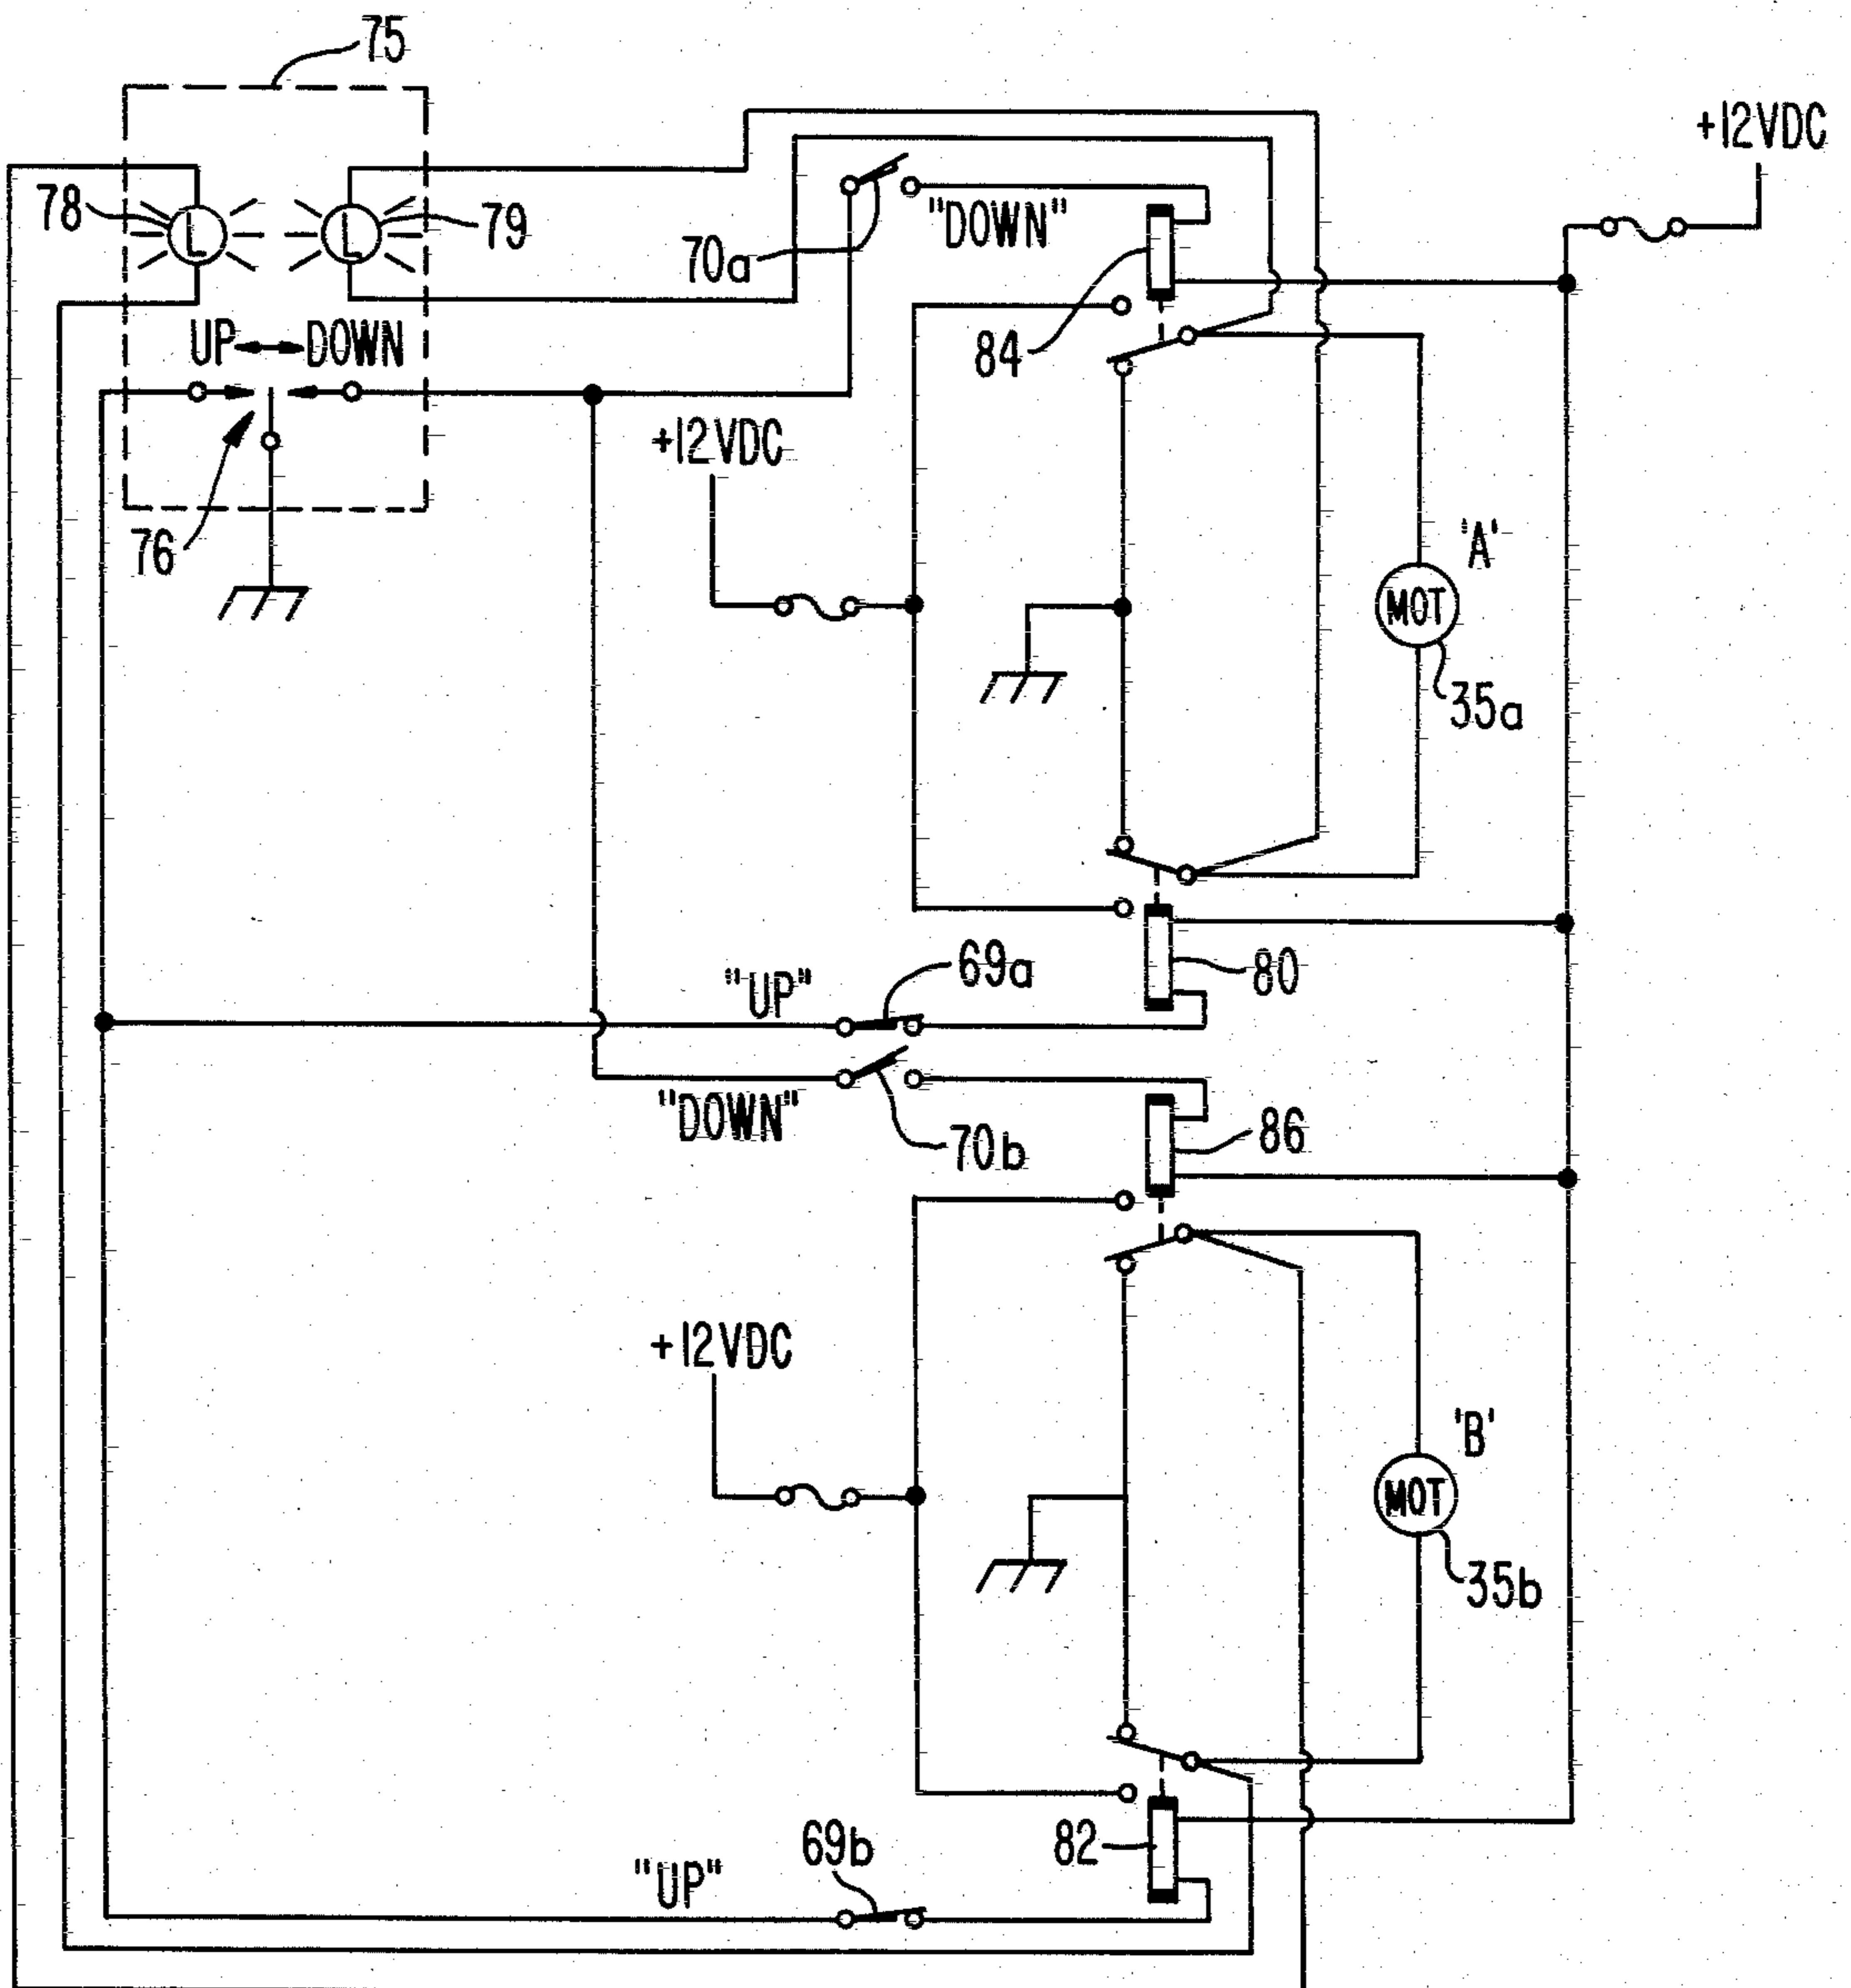 75
+12VDC
78
L
L
79
"DOWN"
70a
UP DOWN
84
+12VDC
76
'A'
MOT
35a
"UP"
69a
80
"DOWN"
70b
86
+12VDC
'B'
MOT
35b
69b
82
"UP"